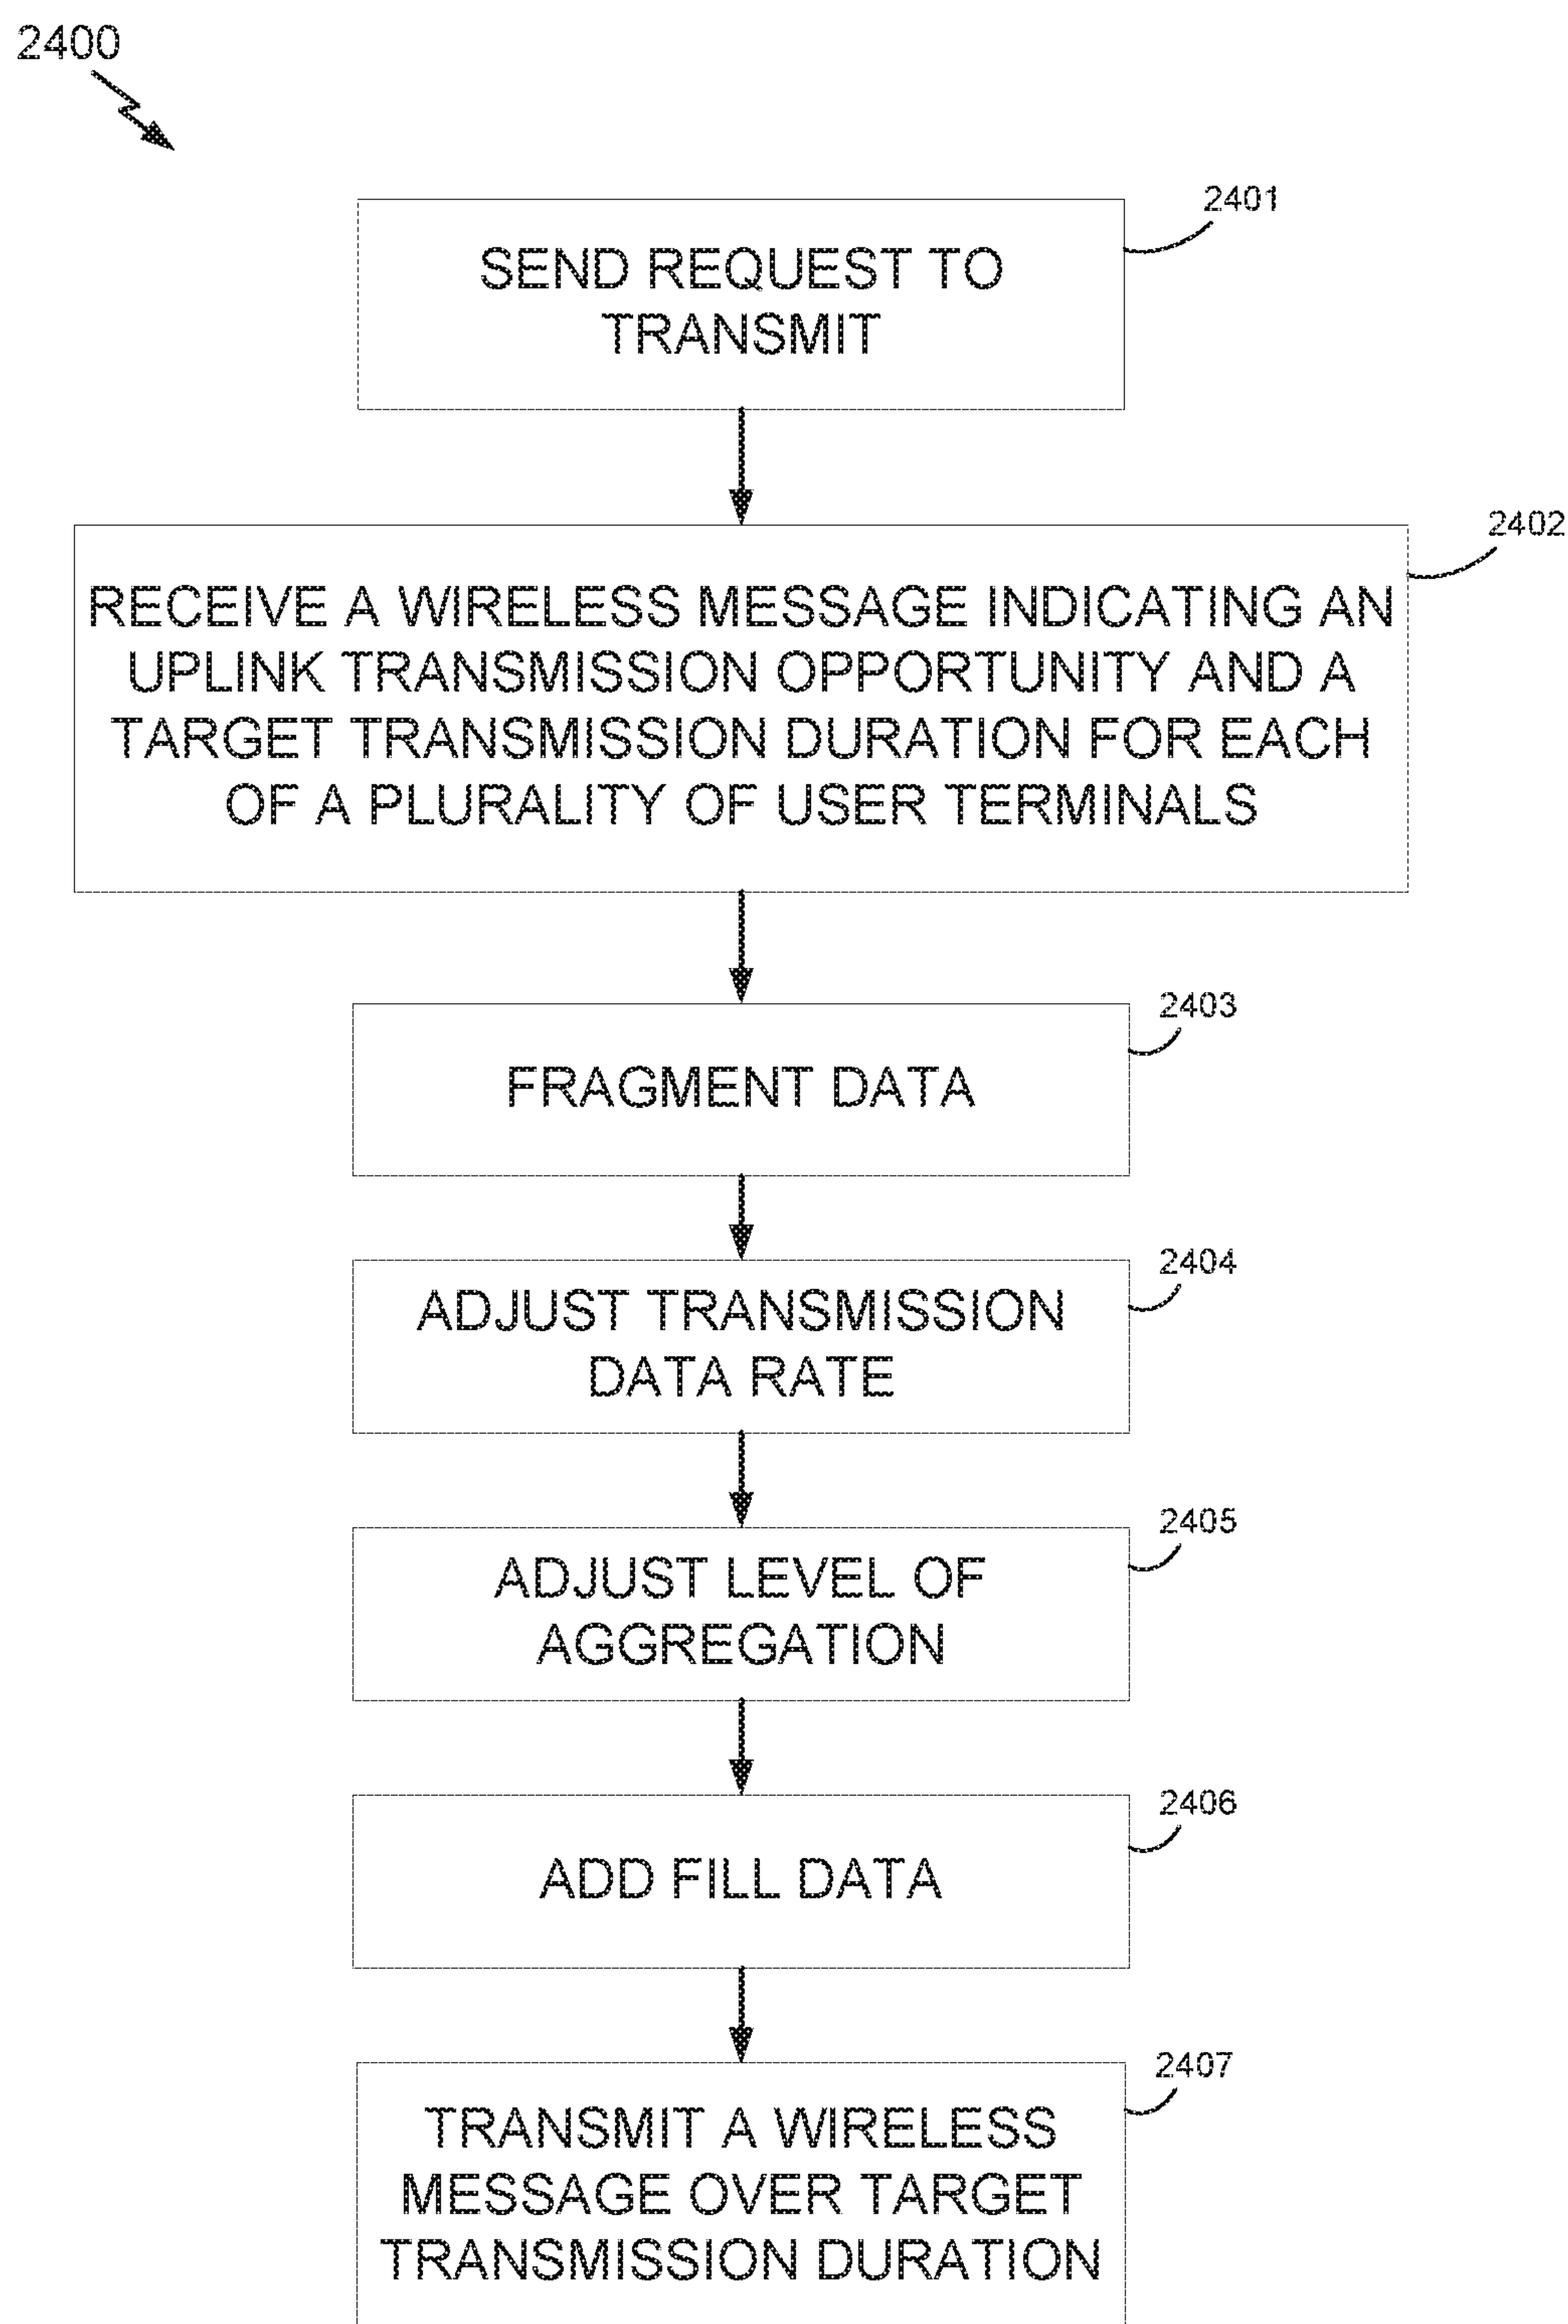 2400
2401
SEND REQUEST TO
TRANSMIT
2402
RECEIVE A WIRELESS MESSAGE INDICATING AN
UPLINK TRANSMISSION OPPORTUNITY AND A
TARGET TRANSMISSION DURATION FOR EACH
OF A PLURALITY OF USER TERMINALS
2403
FRAGMENT DATA
2404
ADJUST TRANSMISSION
DATA RATE
2405
ADJUST LEVEL OF
AGGREGATION
2406
ADD FILL DATA
2407
TRANSMIT A WIRELESS
MESSAGE OVER TARGET
TRANSMISSION DURATION